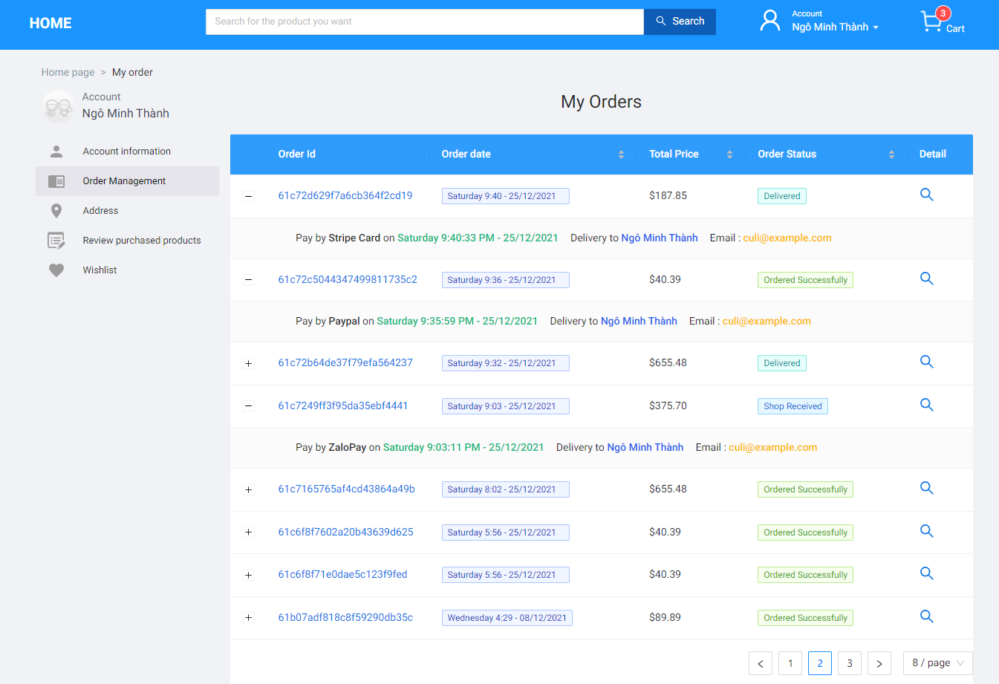 HOME
Search for the product you want
Search
Account
Ngô Minh Thành
3
Cart
Home page > My order
Account
Ngô Minh Thành
Account information
Order Management
Address
Review purchased products
Wishlist
My Orders
Order Id Order date Total Price Order Status Detail
61c72d629f7a6cb364f2cd19 Saturday 9:40 - 25/12/2021 $187.85 Delivered
Pay by Stripe Card on Saturday 9:40:33 PM - 25/12/2021 Delivery to Ngô Minh Thành Email : culi@example.com
61c72c5044347499811735c2 Saturday 9:36 - 25/12/2021 $40.39 Ordered Successfully
Pay by Paypal on Saturday 9:35:59 PM - 25/12/2021 Delivery to Ngô Minh Thành Email : culi@example.com
61c72b64de37f79efa564237 Saturday 9:32 - 25/12/2021 $655.48 Delivered
61c7249ff3f95da35ebf4441 Saturday 9:03 - 25/12/2021 $375.70 Shop Received
Pay by ZaloPay on Saturday 9:03:11 PM - 25/12/2021 Delivery to Ngô Minh Thành Email : culi@example.com
61c7165765af4cd43864a49b Saturday 8:02 - 25/12/2021 $655.48 Ordered Successfully
61c6f8f7602a20b43639d625 Saturday 5:56 - 25/12/2021 $40.39 Ordered Successfully
61c6f8f71e0dae5c123f9fed Saturday 5:56 - 25/12/2021 $40.39 Ordered Successfully
61b07adf818c8f59290db35c Wednesday 4:29 - 08/12/2021 $89.89 Ordered Successfully
< 1 2 3 > 8 / page